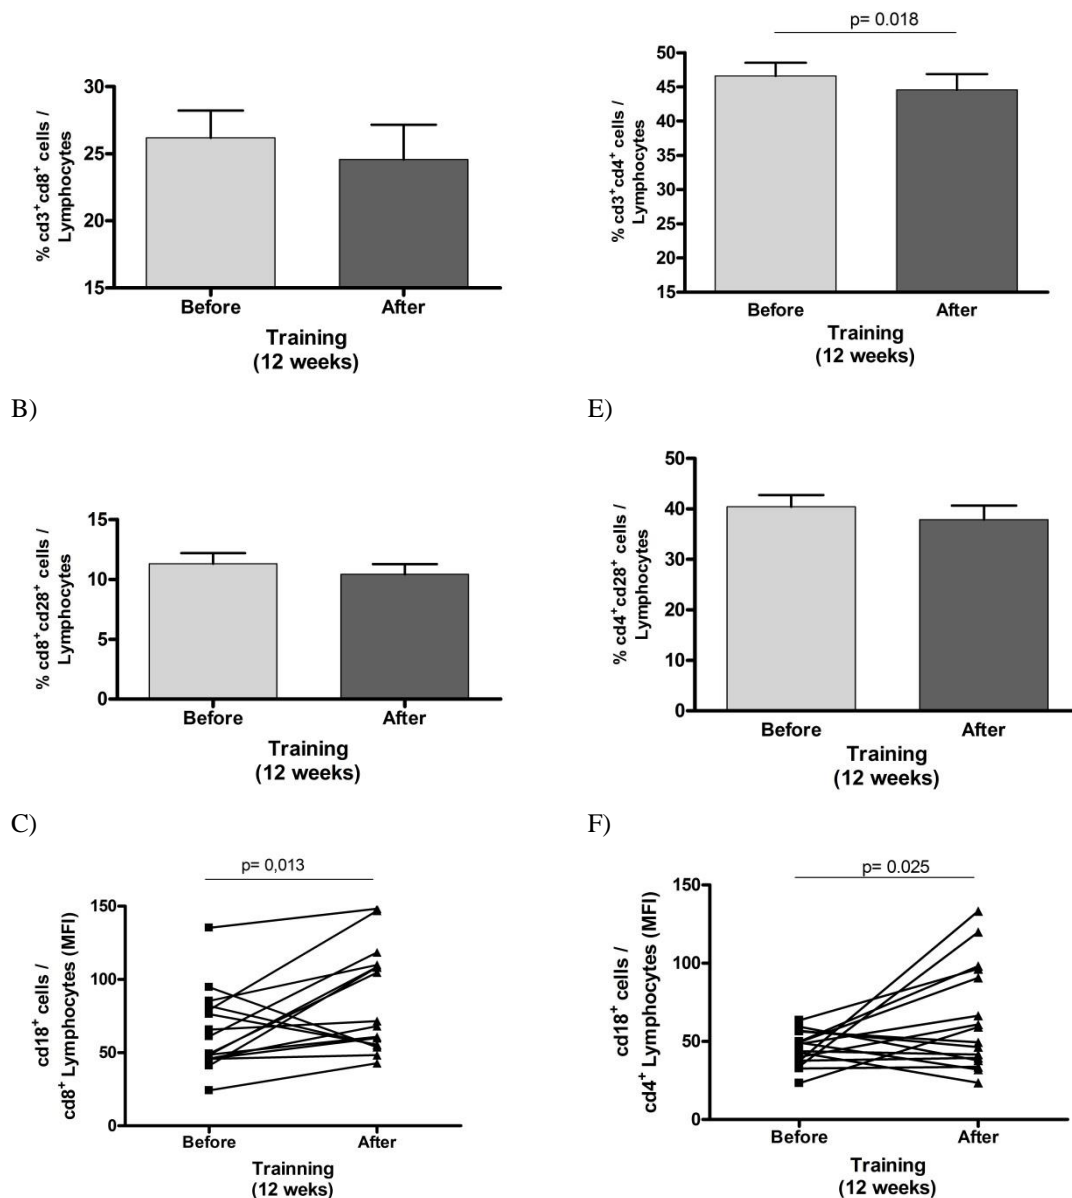 p= 0.018
30
25
20
15
% cd3⁺cd8⁺ cells /
Lymphocytes
Before
After
Training
(12 weeks)
50
45
40
35
30
25
20
15
% cd3⁺cd4⁺ cells /
Lymphocytes
Before
After
Training
(12 weeks)
B)
E)
15
10
5
0
% cd8⁺cd28⁺ cells /
Lymphocytes
Before
After
Training
(12 weeks)
50
40
30
20
10
0
% cd4⁺cd28⁺ cells /
Lymphocytes
Before
After
Training
(12 weeks)
C)
F)
p= 0,013
150
100
50
0
cd18⁺ cells /
cd8⁺ Lymphocytes (MFI)
Before
After
Trainning
(12 weks)
p= 0.025
150
100
50
0
cd18⁺ cells /
cd4⁺ Lymphocytes (MFI)
Before
After
Training
(12 weeks)